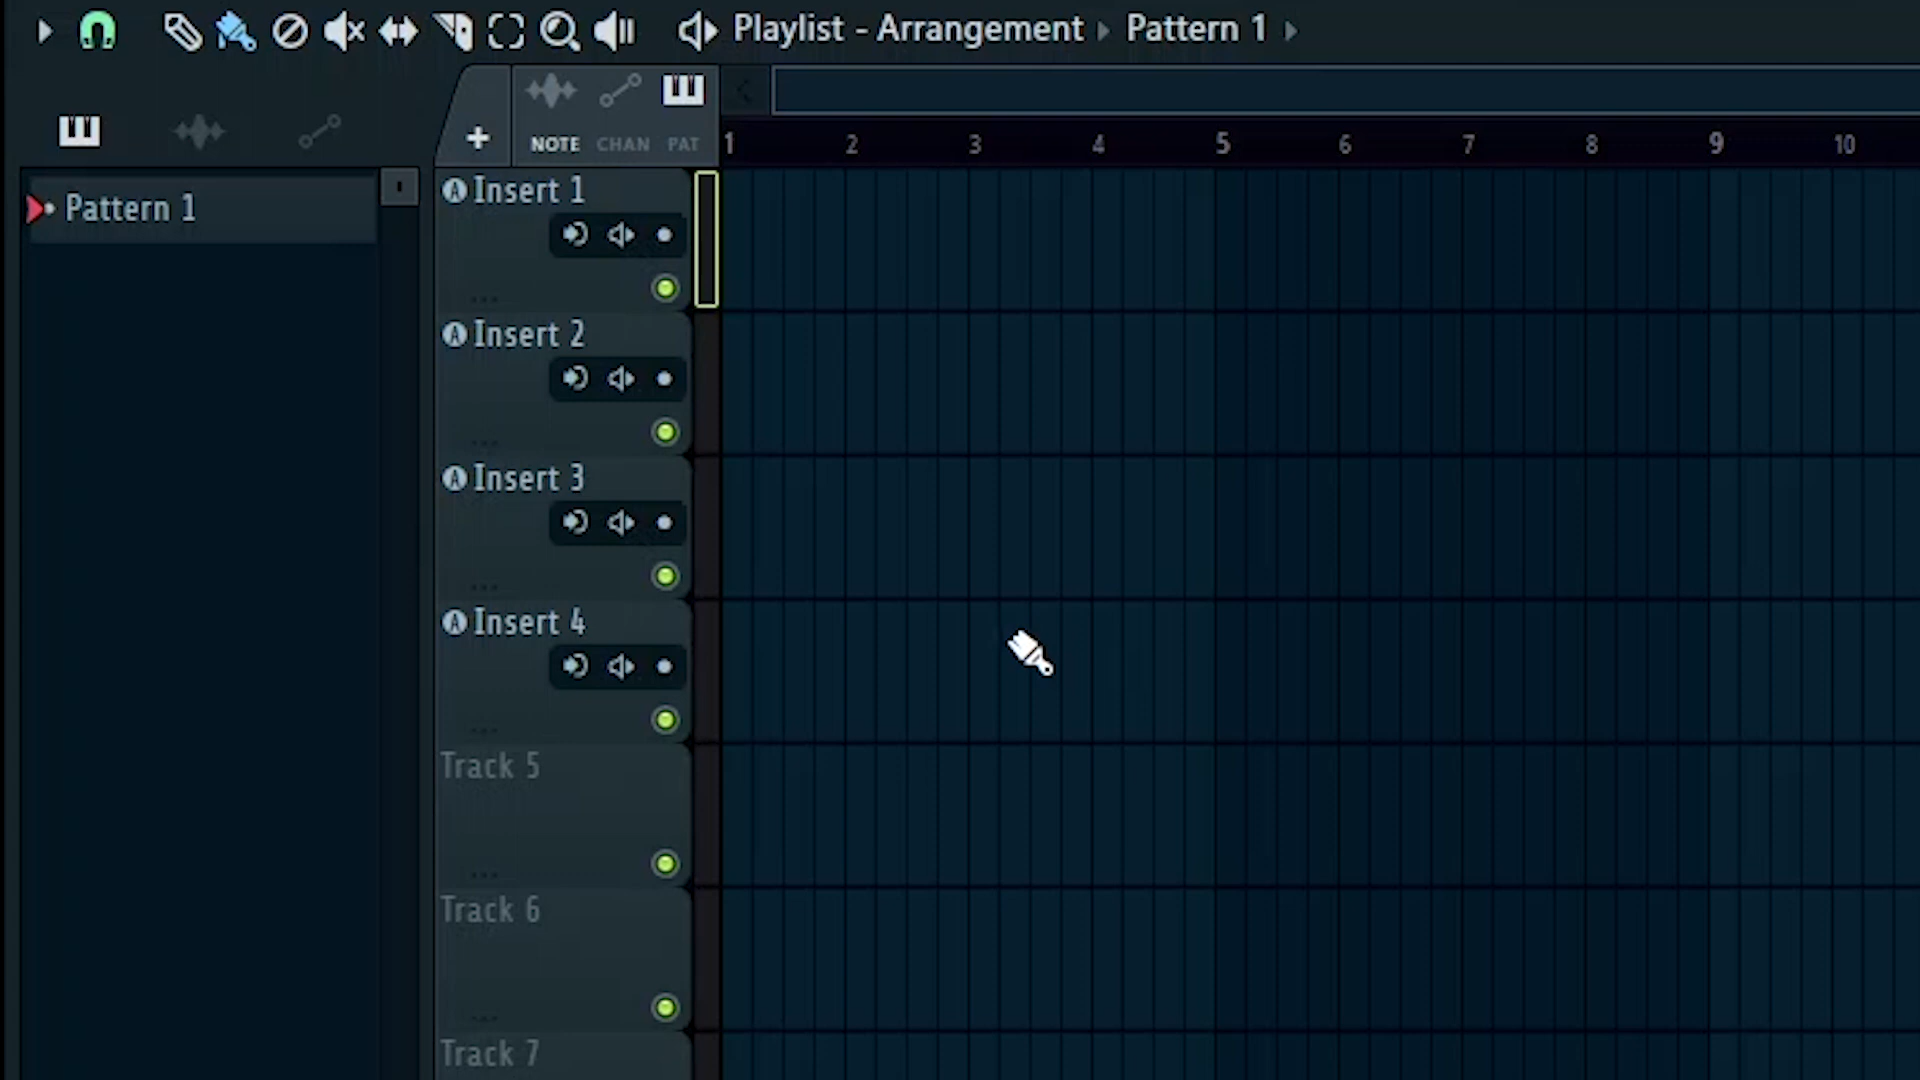 Playlist - Arrangement ▸ Pattern 1 ▸
NOTE CHAN PAT
1 2 3 4 5 6 7 8 9 10
Pattern 1
Insert 1
Insert 2
Insert 3
Insert 4
Track 5
Track 6
Track 7